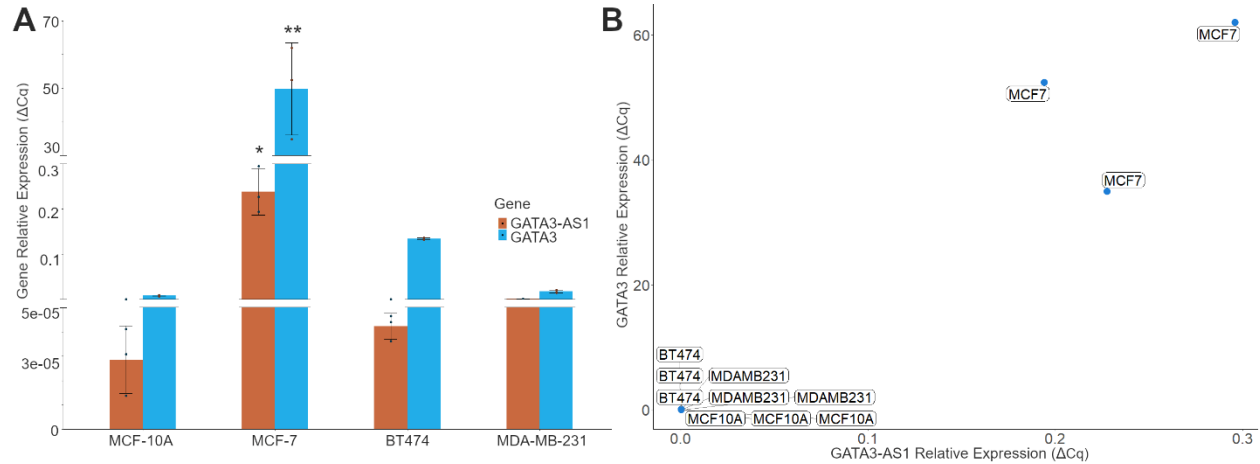 A
Gene Relative Expression (ΔCq)
70
50
30
0.3
0.2
0.1
5e-05
3e-05
0
*
**
Gene
GATA3-AS1
GATA3
MCF-10A
MCF-7
BT474
MDA-MB-231
B
GATA3 Relative Expression (ΔCq)
60
40
20
0
MCF7
MCF7
MCF7
BT474
BT474
MDAMB231
BT474
MDAMB231
MDAMB231
MCF10A
MCF10A
MCF10A
0.0
0.1
0.2
0.3
GATA3-AS1 Relative Expression (ΔCq)